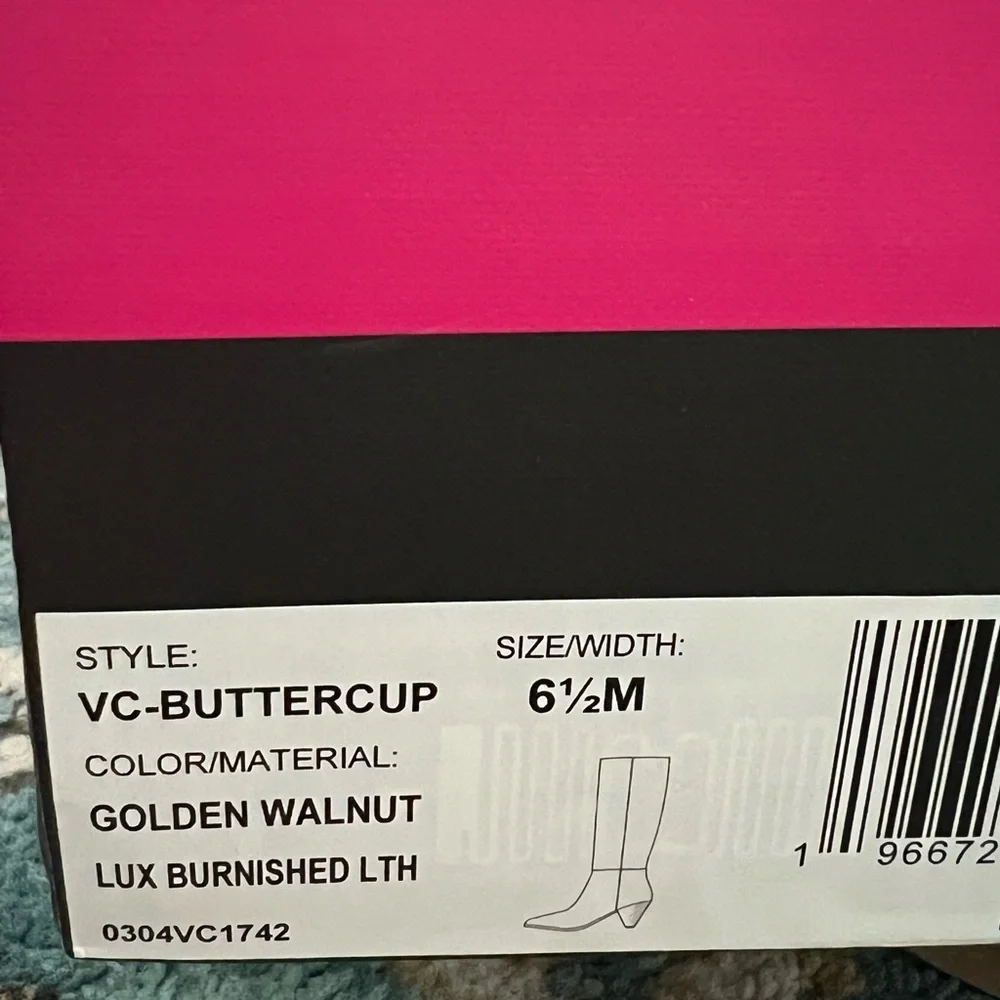 STYLE:
VC-BUTTERCUP
COLOR/MATERIAL:
GOLDEN WALNUT
LUX BURNISHED LTH
0304VC1742
SIZE/WIDTH:
6½M
1 96672